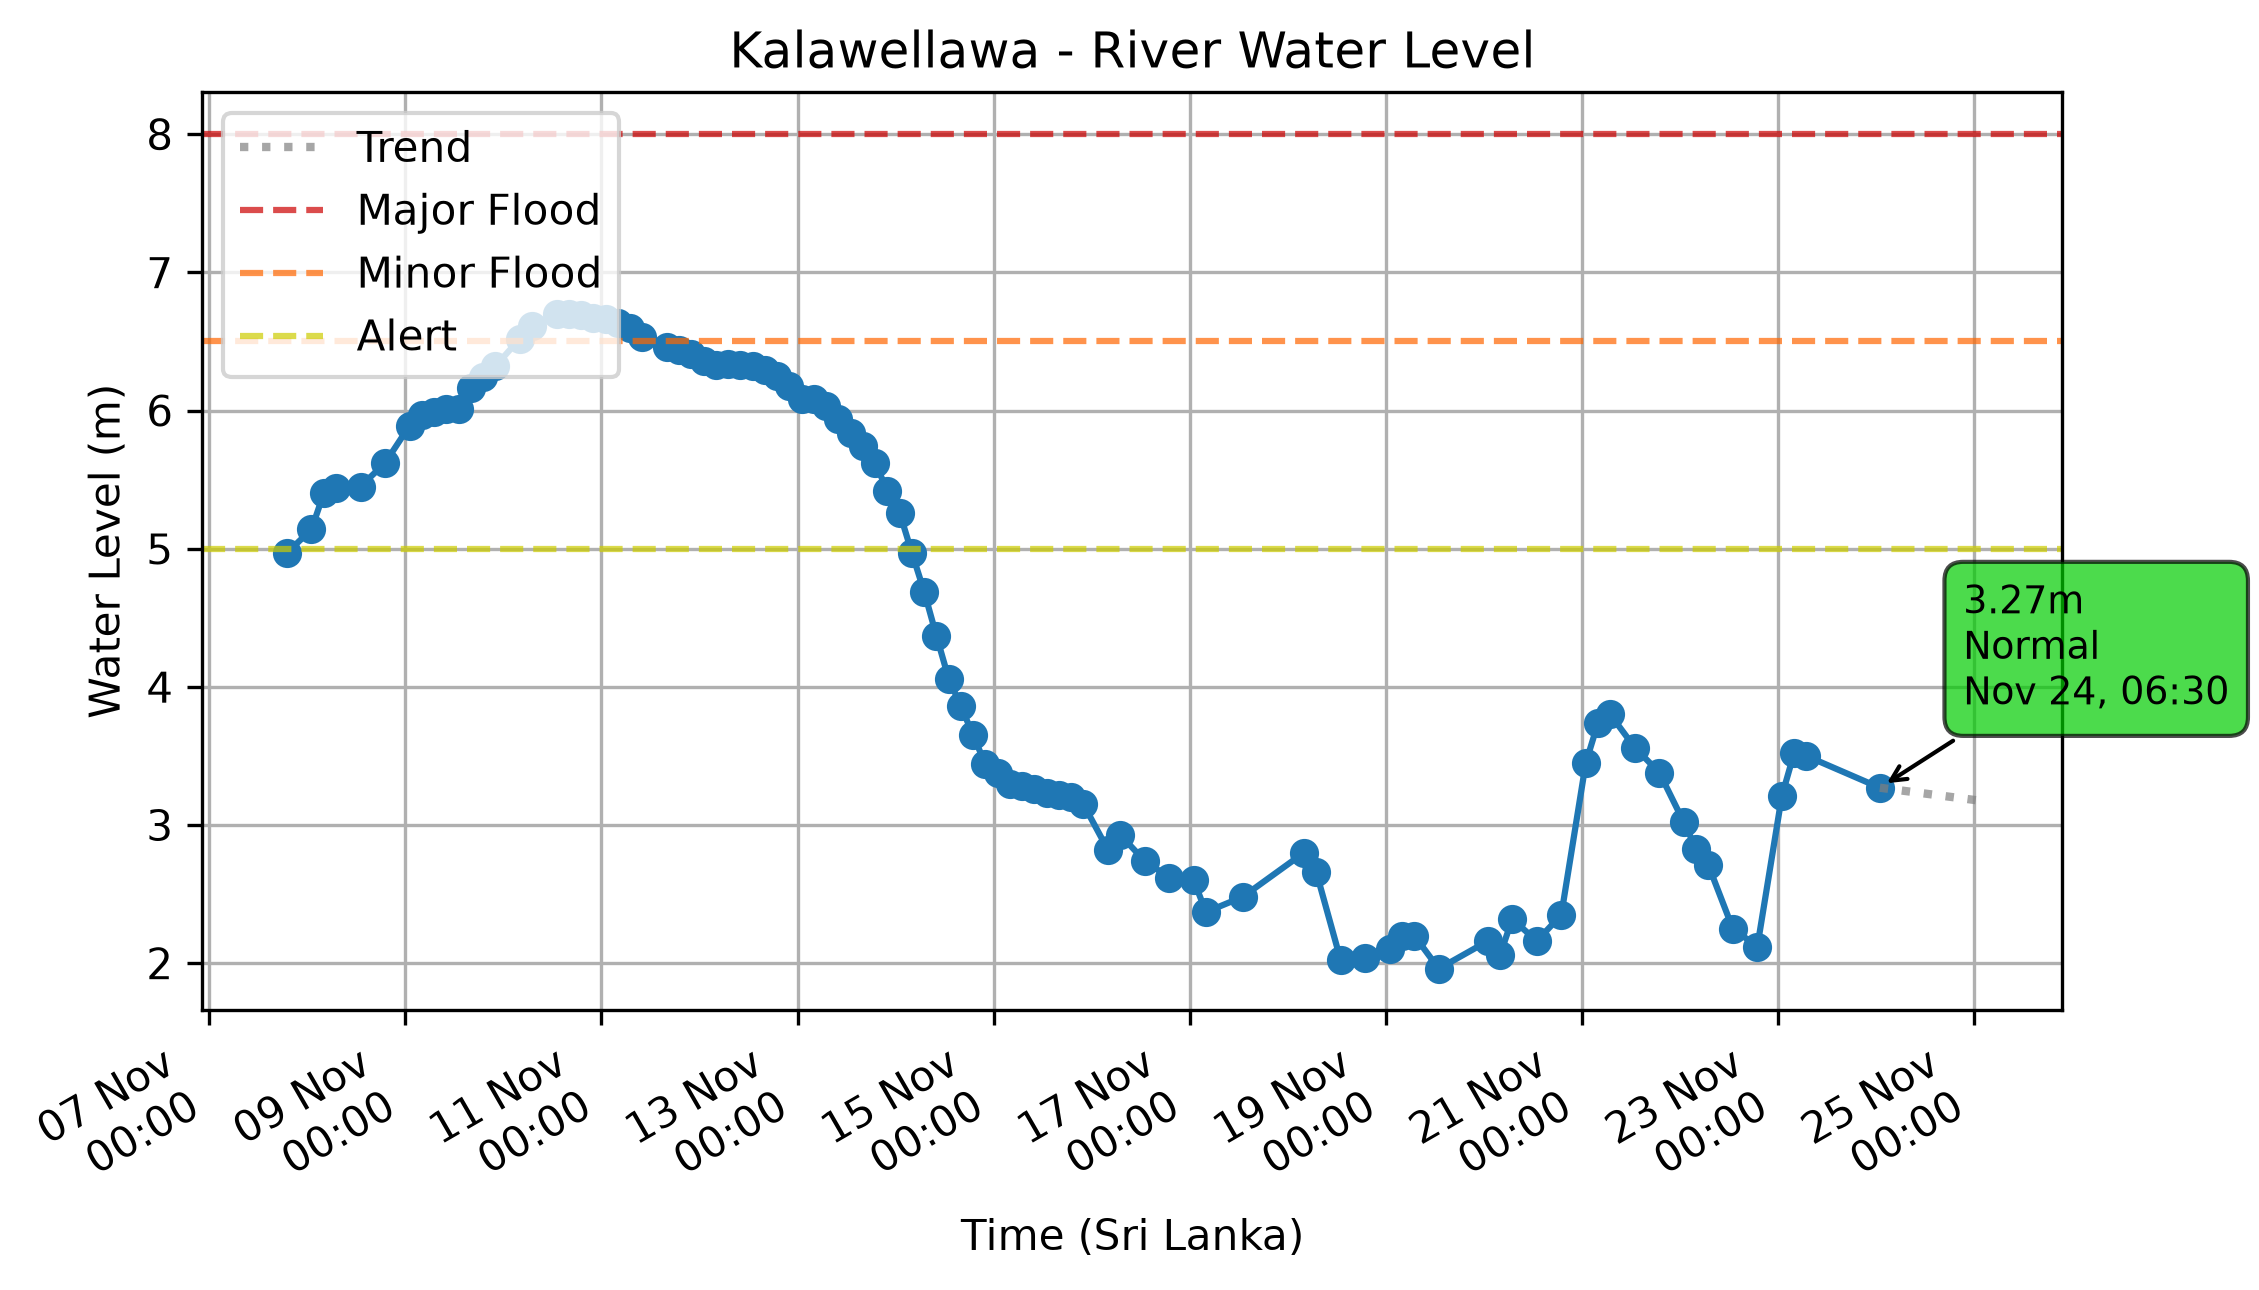 Kalawellawa - River Water Level
Water Level (m)
8
7
6
5
4
3
2
Trend
Major Flood
Minor Flood
Alert
3.27m
Normal
Nov 24, 06:30
07 Nov
00:00
09 Nov
00:00
11 Nov
00:00
13 Nov
00:00
15 Nov
00:00
17 Nov
00:00
19 Nov
00:00
21 Nov
00:00
23 Nov
00:00
25 Nov
00:00
Time (Sri Lanka)